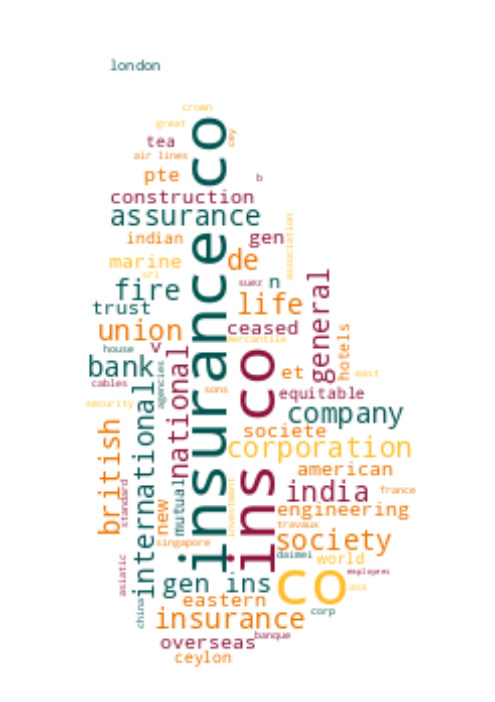 london
crown
great
cey
tea
air lines
pte
b
construction
assurance
association
indian
gen
marine
de
sri
suez
n
fire
life
general
trust
union
ceased
hotels
mercantile
house
v
insurance co
ins co
bank
agencies
national
et
east
cables
sons
equitable
security
international
company
british
societe
corporation
american
standard
mutual
investment
india
france
new
engineering
travaux
singapore
society
daimei
world
asiatic
gen ins
co
employees
ass
china
eastern
corp
insurance
banque
overseas
ceylon